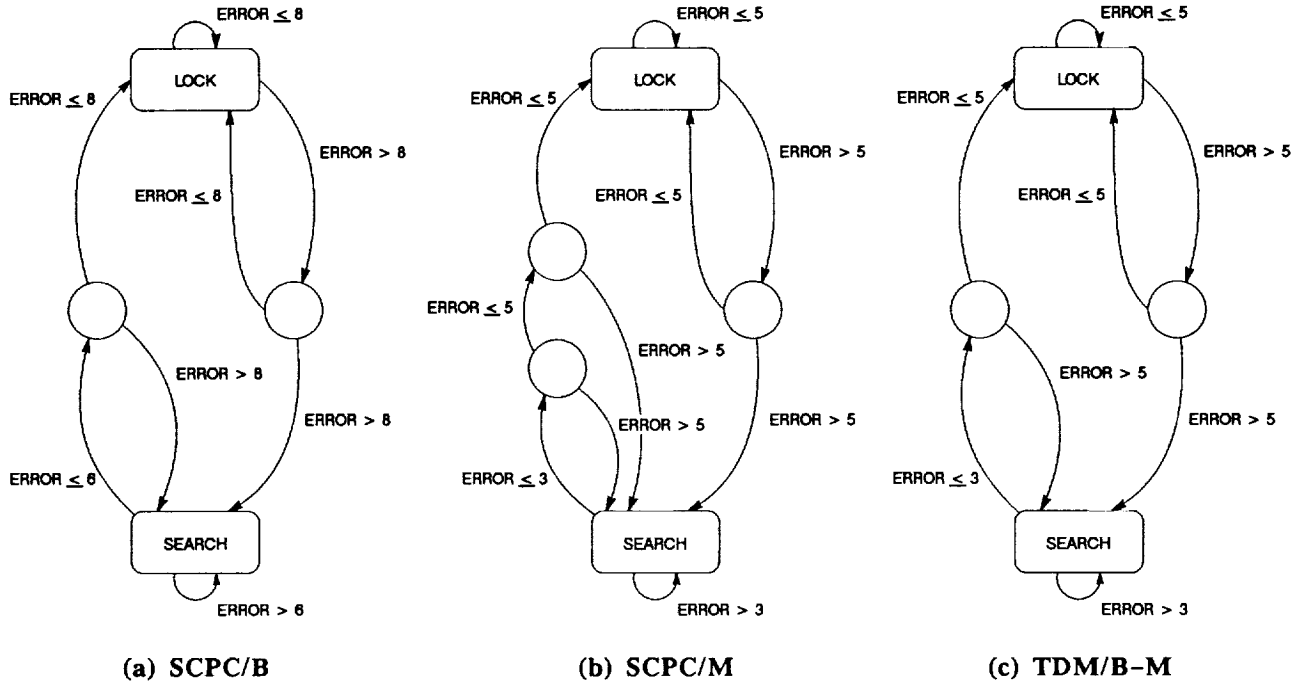 ERROR ≤ 8
LOCK
ERROR ≤ 8
ERROR > 8
ERROR ≤ 8
ERROR > 8
ERROR > 8
ERROR ≤ 6
SEARCH
ERROR > 6
(a) SCPC/B
ERROR ≤ 5
LOCK
ERROR ≤ 5
ERROR > 5
ERROR ≤ 5
ERROR ≤ 5
ERROR > 5
ERROR > 5
ERROR > 5
ERROR ≤ 3
SEARCH
ERROR > 3
(b) SCPC/M
ERROR ≤ 5
LOCK
ERROR ≤ 5
ERROR > 5
ERROR ≤ 5
ERROR > 5
ERROR > 5
ERROR ≤ 3
SEARCH
ERROR > 3
(c) TDM/B-M